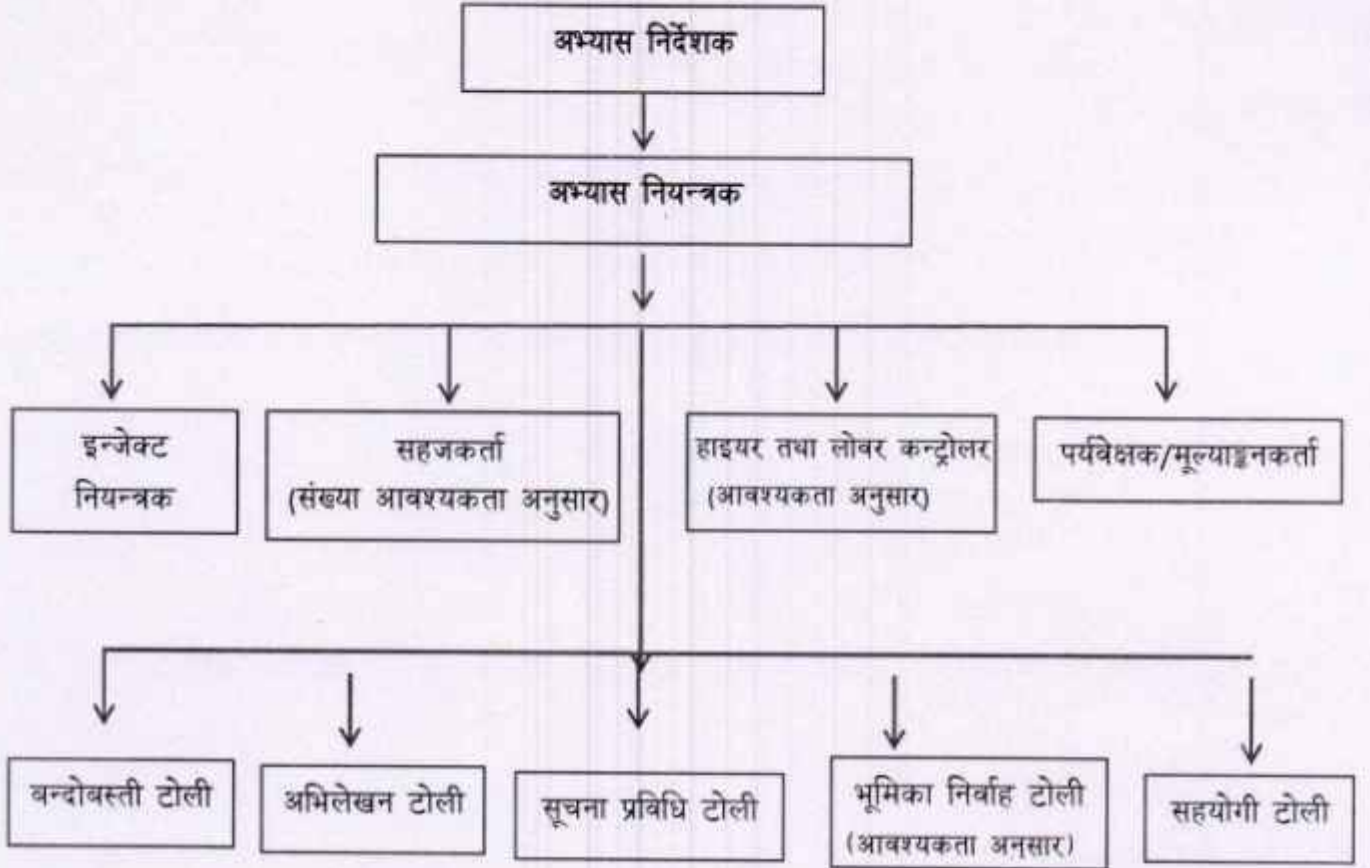 अभ्यास निर्देशक
अभ्यास नियन्त्रक
इन्जेक्ट
नियन्त्रक
सहजकर्ता
(संख्या आवश्यकता अनुसार)
हाइयर तथा लोवर कन्ट्रोलर
(आवश्यकता अनुसार)
पर्यवेक्षक/मूल्याङ्कनकर्ता
बन्दोबस्ती टोली
अभिलेखन टोली
सूचना प्रविधि टोली
भूमिका निर्वाह टोली
(आवश्यकता अनुसार)
सहयोगी टोली